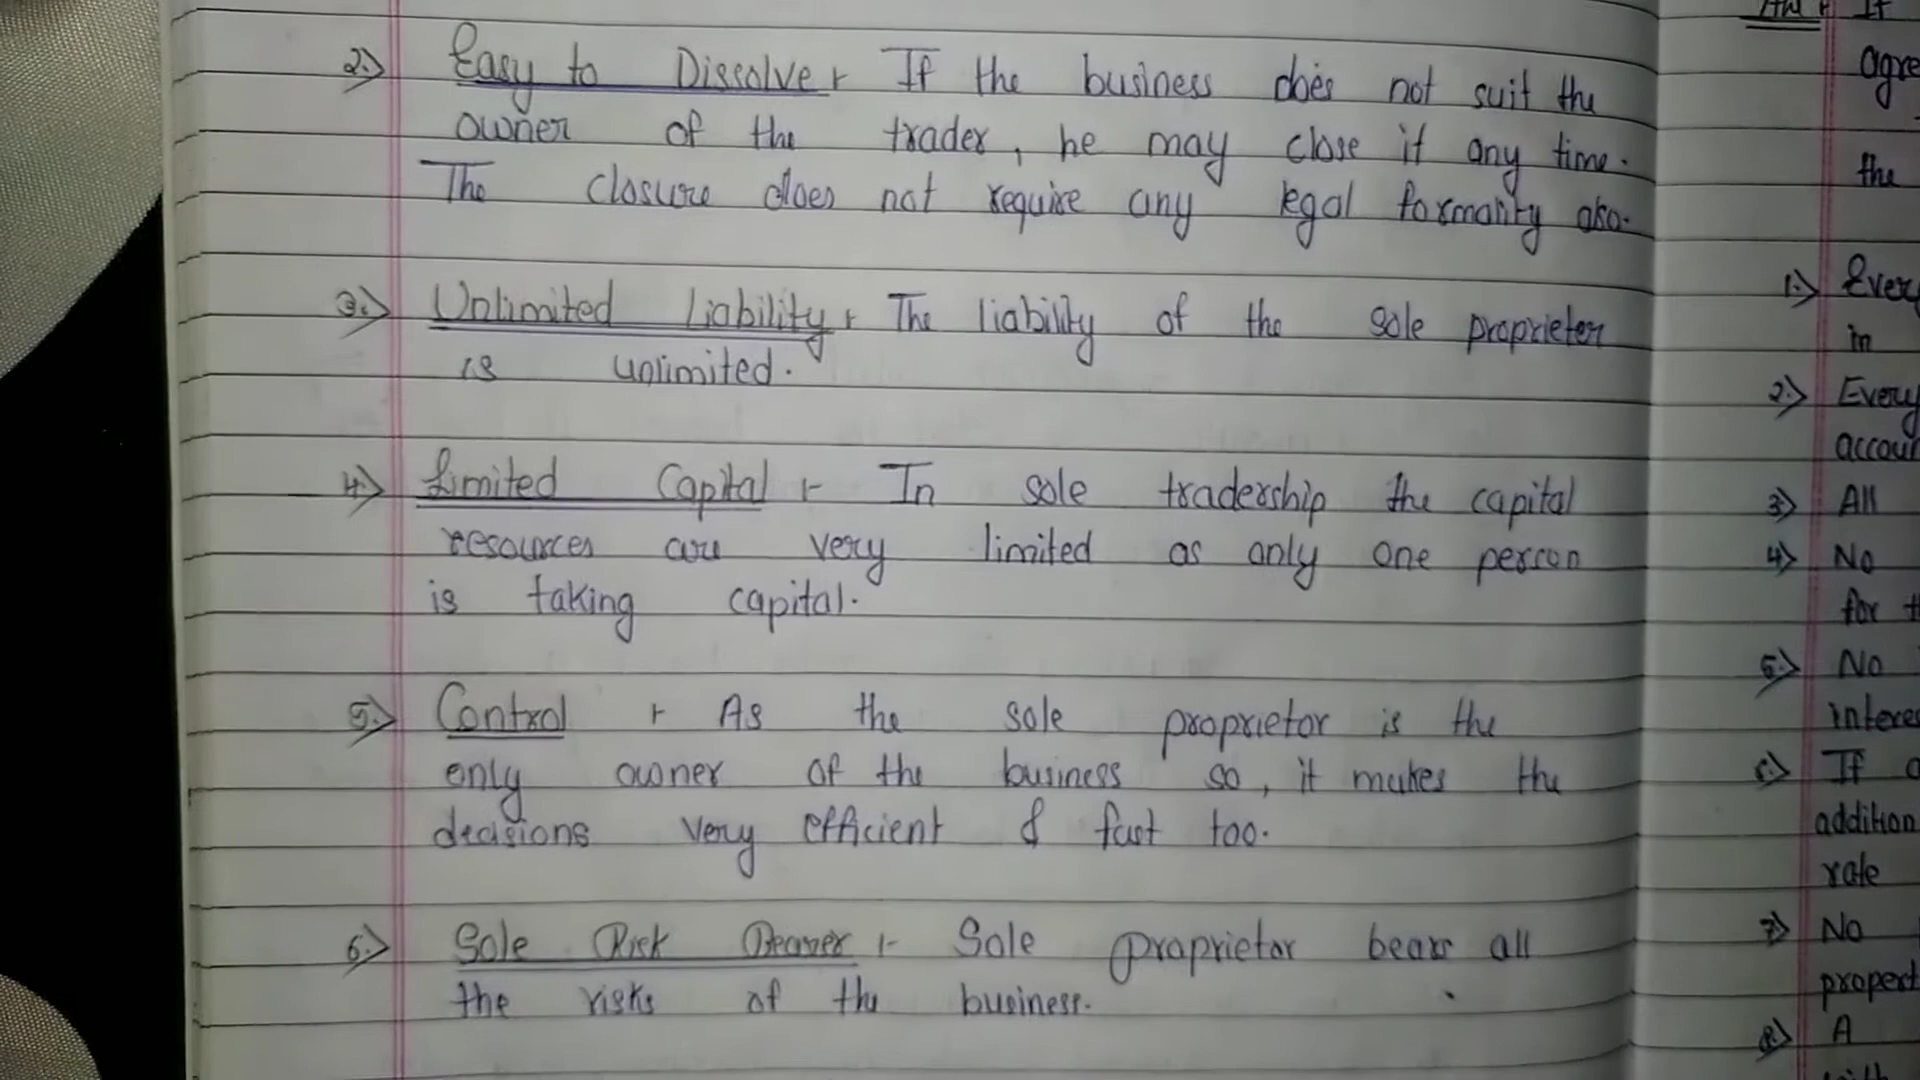 2.) Easy to Dissolve :- If the business does not suit the
owner of the trader, he may close it any time.
The closure does not require any legal formality also.
3.) Unlimited Liability :- The liability of the sole proprietor
is unlimited.
4.) Limited Capital :- In sole tradership the capital
resources are very limited as only one person
is taking capital.
5.) Control :- As the sole proprietor is the
only owner of the business so, it makes the
decisions very efficient & fast too.
6.) Sole Risk Bearer :- Sole proprietor bears all
the risks of the business.
If
agre
the
1.) Every
in
2.) Every
accoun
3.) All
4.) No
for t
5.) No
interes
6.) If a
addition
rate
7.) No
propert
8.) A
with